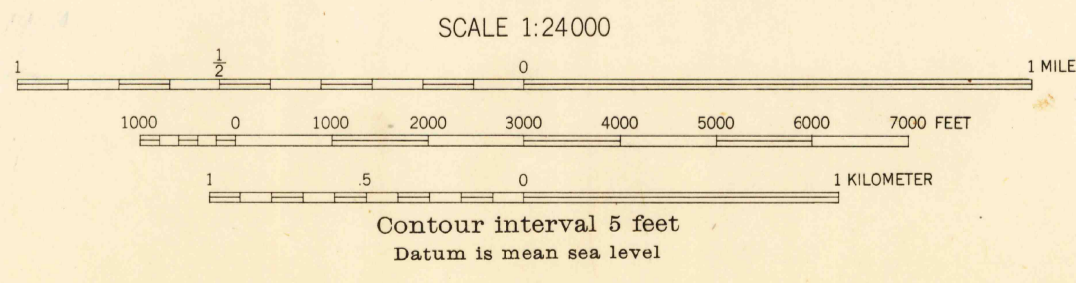 SCALE 1:24000
1 1/2 0 1 MILE
1000 0 1000 2000 3000 4000 5000 6000 7000 FEET
1 .5 0 1 KILOMETER
Contour interval 5 feet
Datum is mean sea level